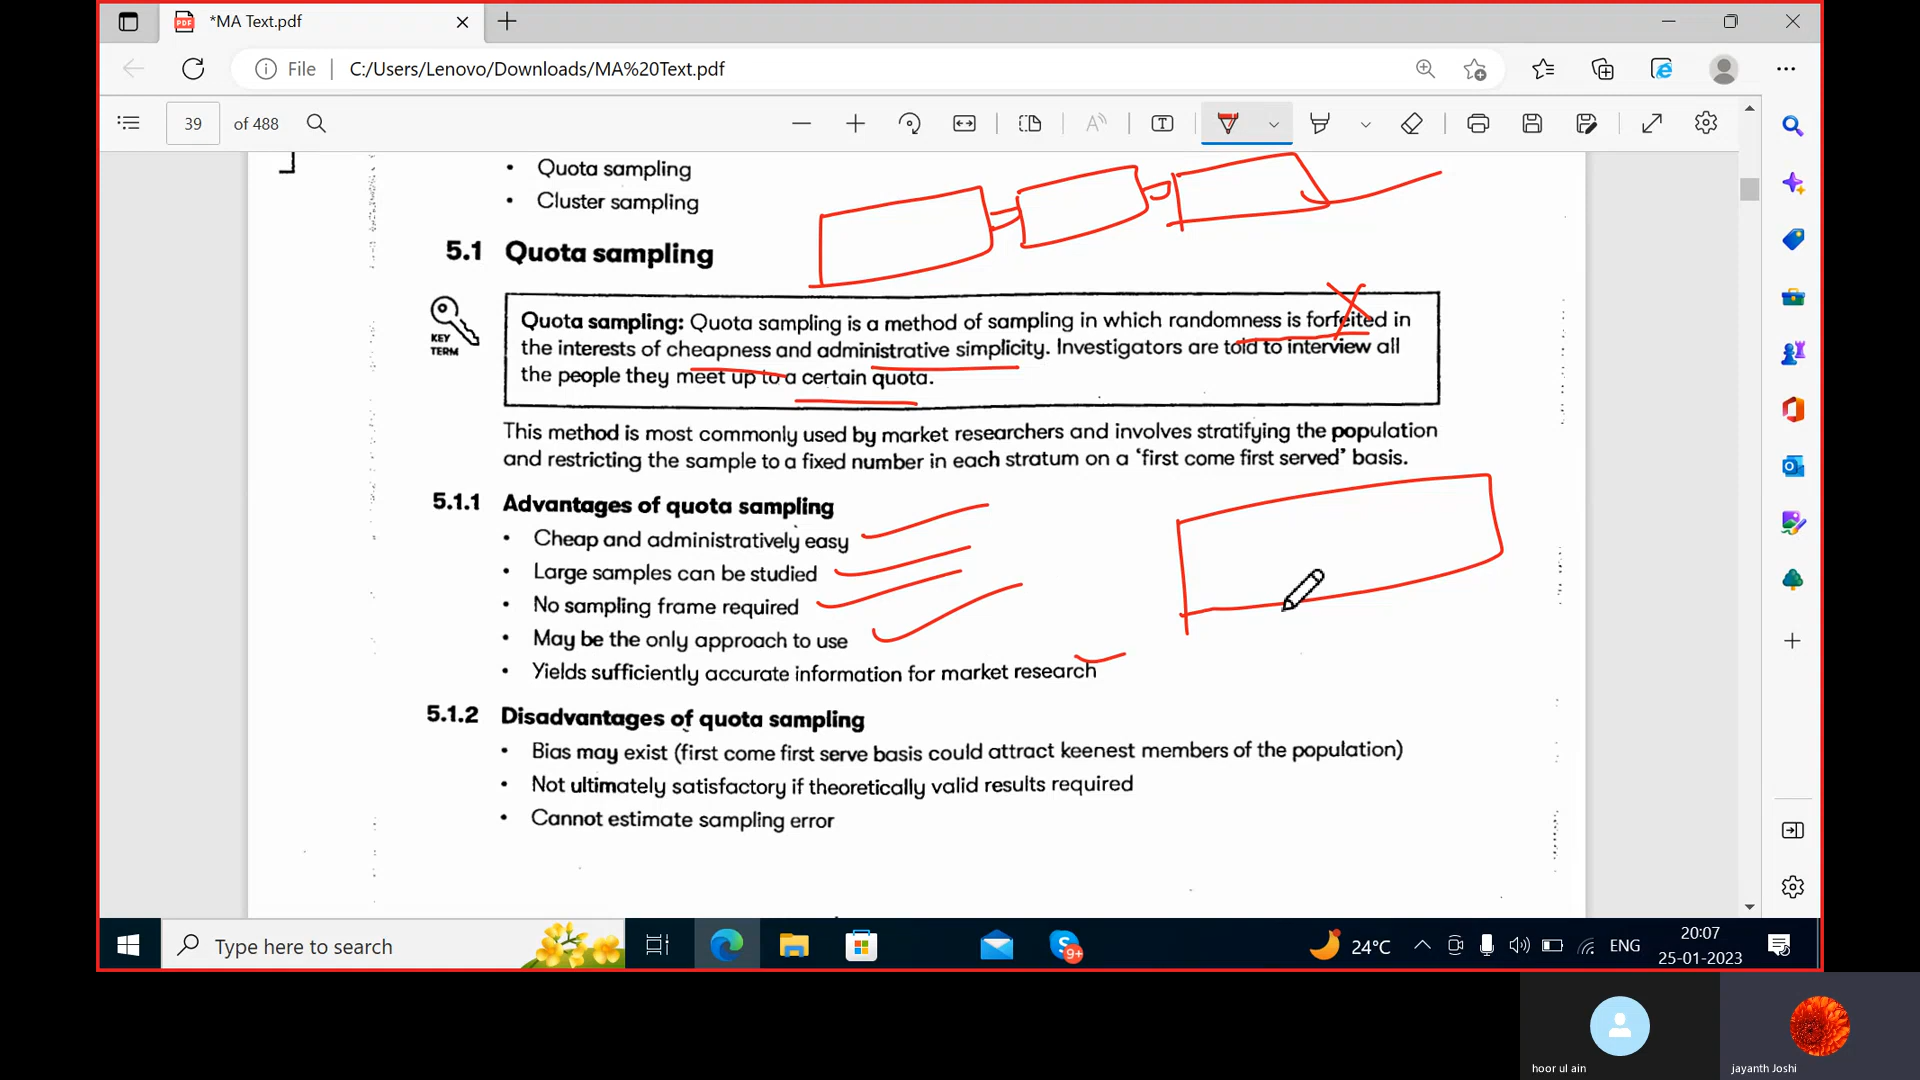 *MA Text.pdf
File
C:/Users/Lenovo/Downloads/MA%20Text.pdf
39 of 488
• Quota sampling
• Cluster sampling
5.1 Quota sampling
KEY TERM
Quota sampling: Quota sampling is a method of sampling in which randomness is forfeited in
the interests of cheapness and administrative simplicity. Investigators are told to interview all
the people they meet up to a certain quota.
This method is most commonly used by market researchers and involves stratifying the population
and restricting the sample to a fixed number in each stratum on a 'first come first served' basis.
5.1.1 Advantages of quota sampling
• Cheap and administratively easy
• Large samples can be studied
• No sampling frame required
• May be the only approach to use
• Yields sufficiently accurate information for market research
5.1.2 Disadvantages of quota sampling
• Bias may exist (first come first serve basis could attract keenest members of the population)
• Not ultimately satisfactory if theoretically valid results required
• Cannot estimate sampling error
Type here to search
9+
24°C
ENG
20:07
25-01-2023
hoor ul ain
jayanth Joshi